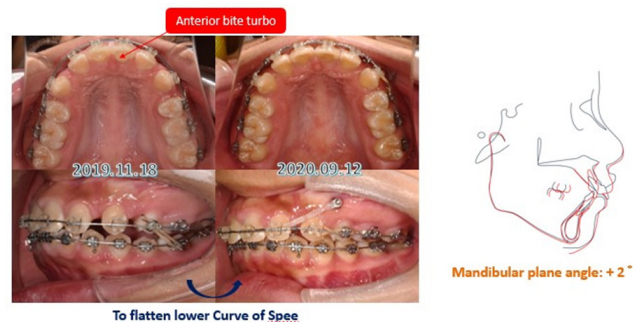 Anterior bite turbo
2019.11.18
2020.09.12
To flatten lower Curve of Spee
Mandibular plane angle: + 2˚